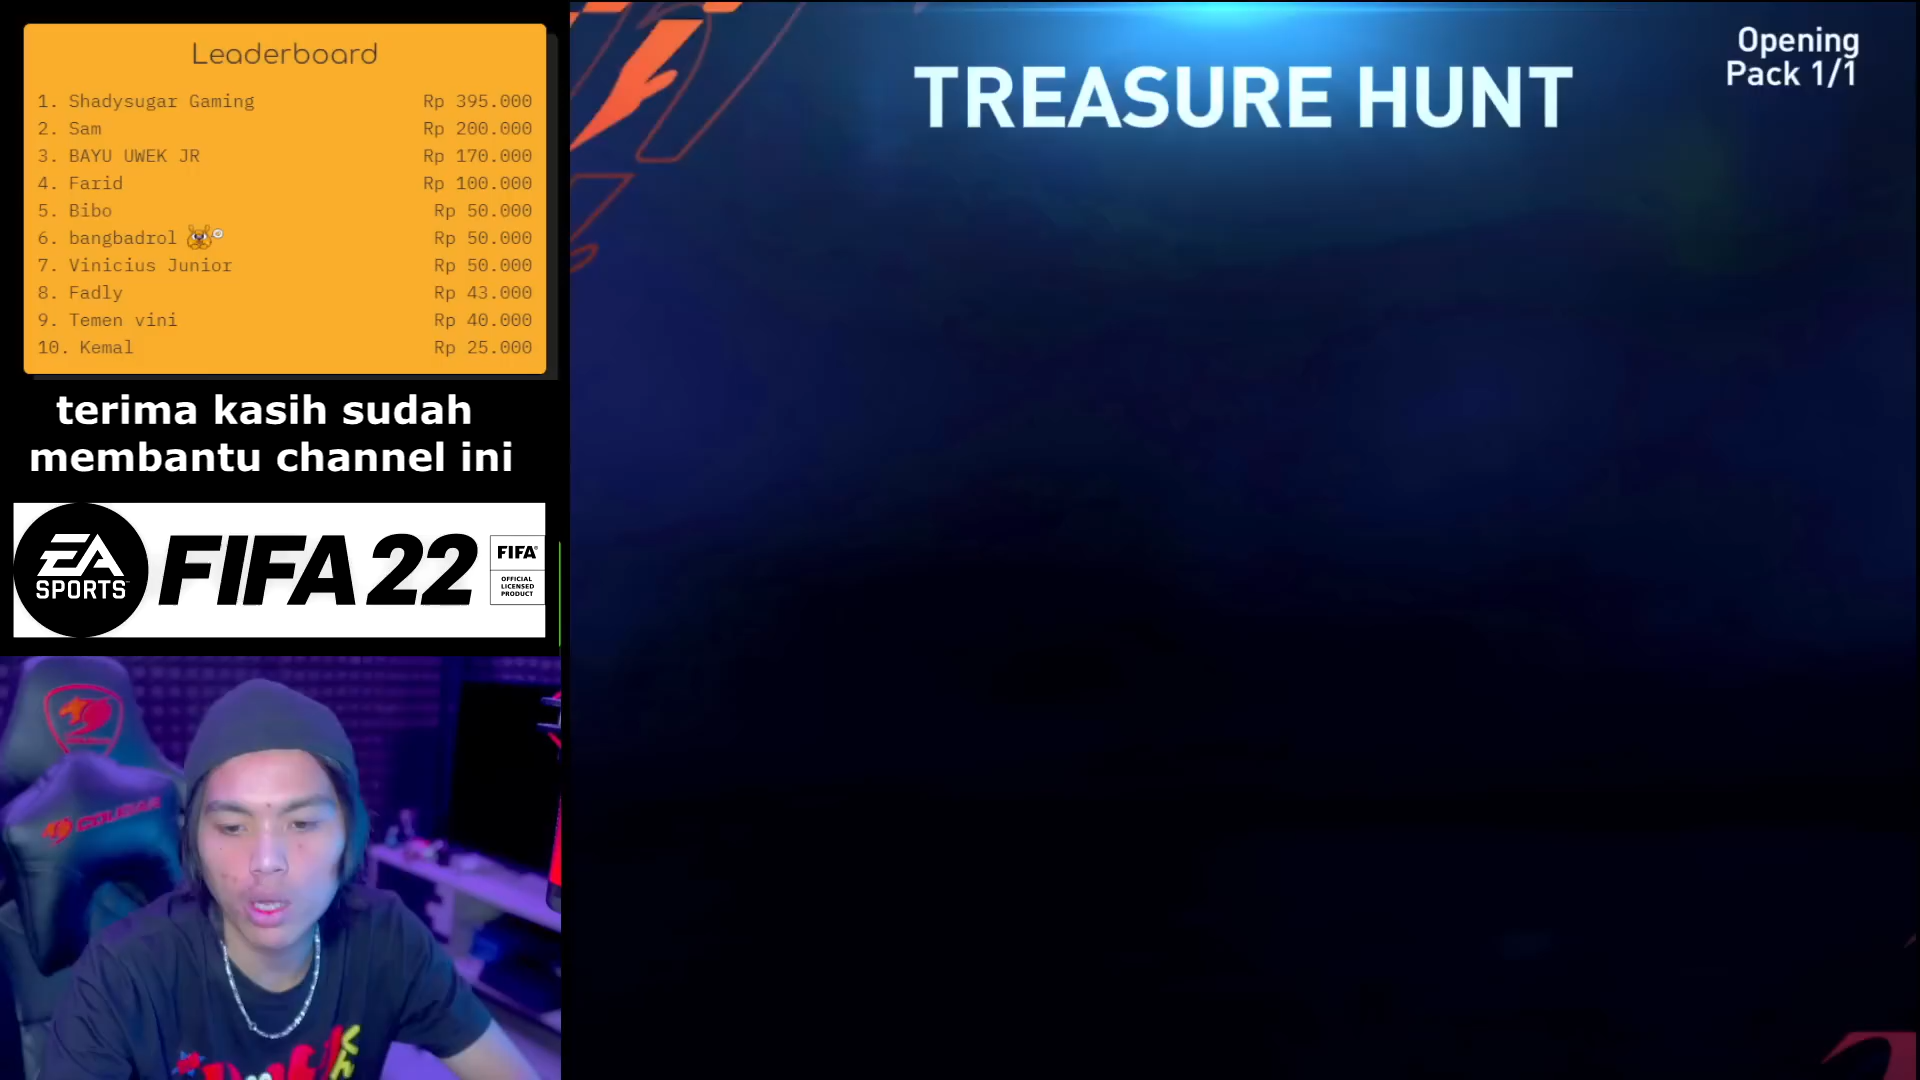 Leaderboard
1. Shadysugar Gaming Rp 395.000
2. Sam Rp 200.000
3. BAYU UWEK JR Rp 170.000
4. Farid Rp 100.000
5. Bibo Rp 50.000
6. bangbadrol Rp 50.000
7. Vinicius Junior Rp 50.000
8. Fadly Rp 43.000
9. Temen vini Rp 40.000
10. Kemal Rp 25.000
terima kasih sudah
membantu channel ini
EA
SPORTS
FIFA 22
FIFA
OFFICIAL
LICENSED
PRODUCT
COUGAR
TREASURE HUNT
Opening
Pack 1/1